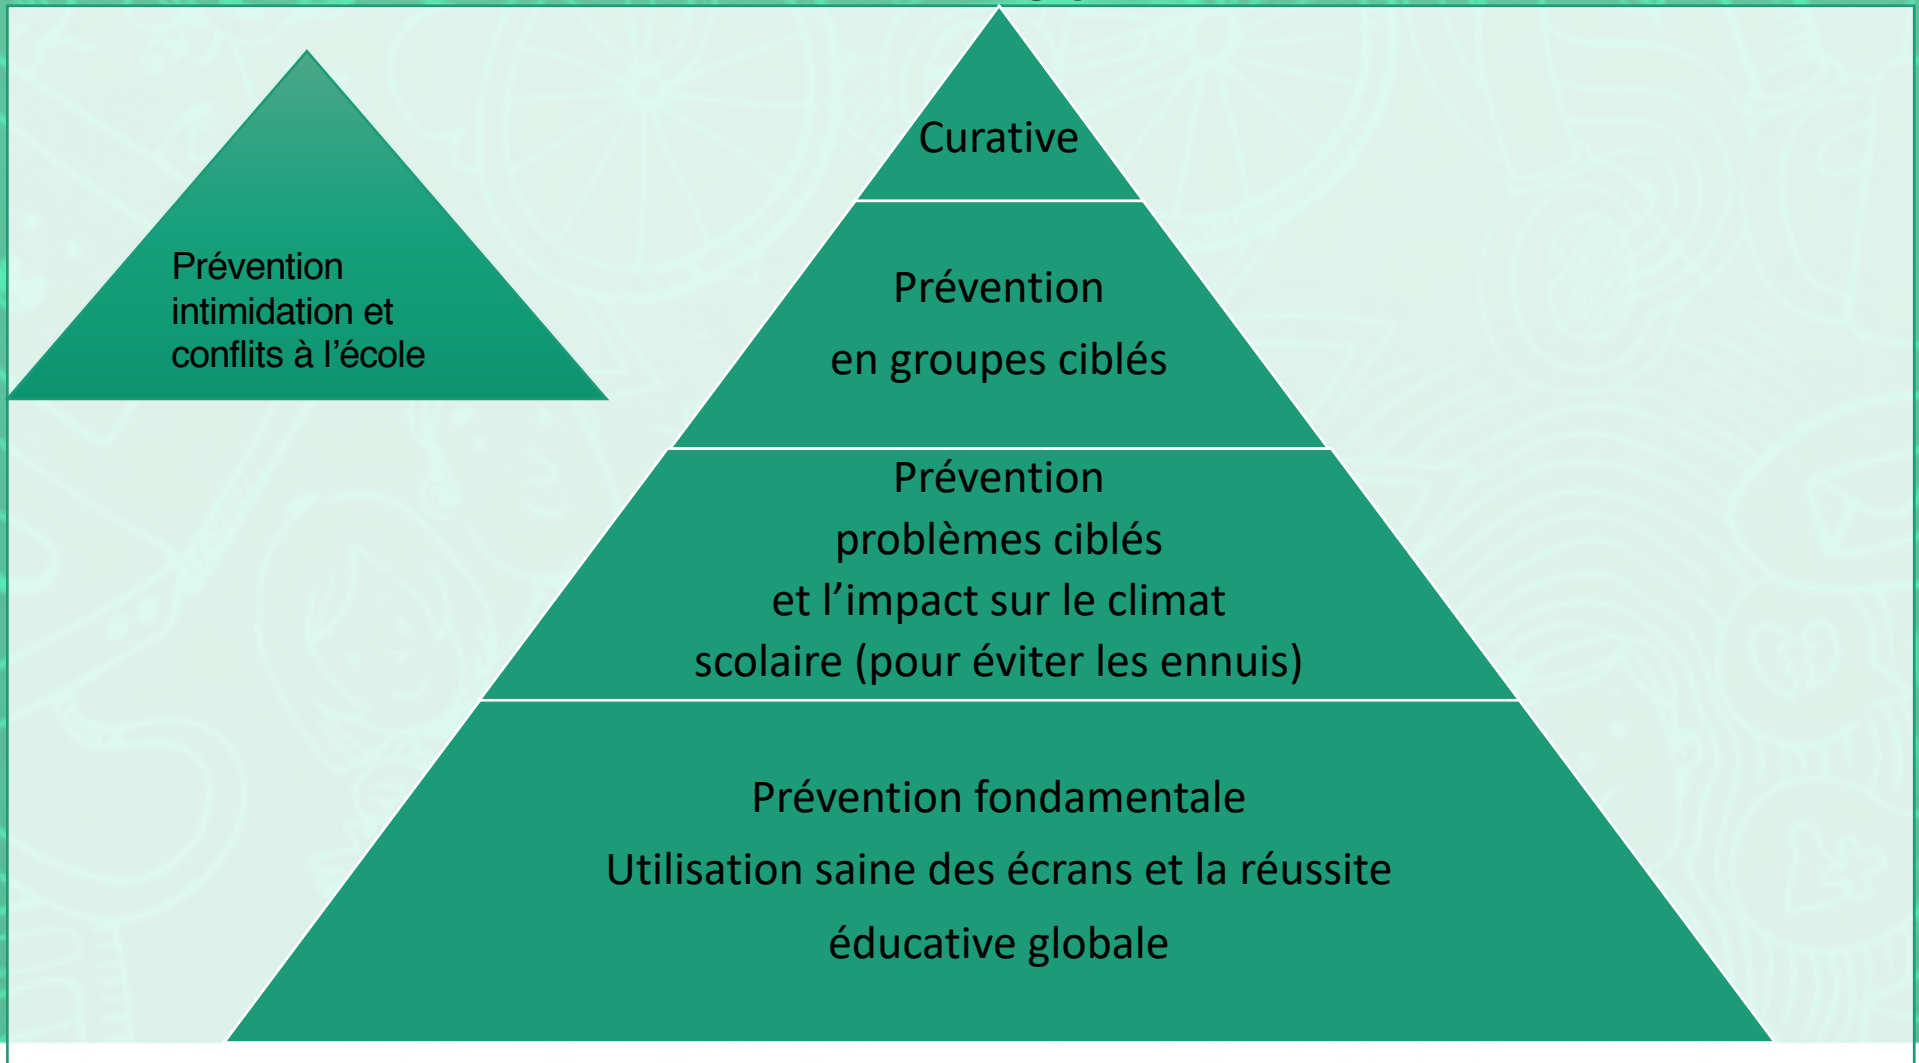 Prévention
intimidation et
conflits à l’école
Curative
Prévention
en groupes ciblés
Prévention
problèmes ciblés
et l’impact sur le climat
scolaire (pour éviter les ennuis)
Prévention fondamentale
Utilisation saine des écrans et la réussite
éducative globale